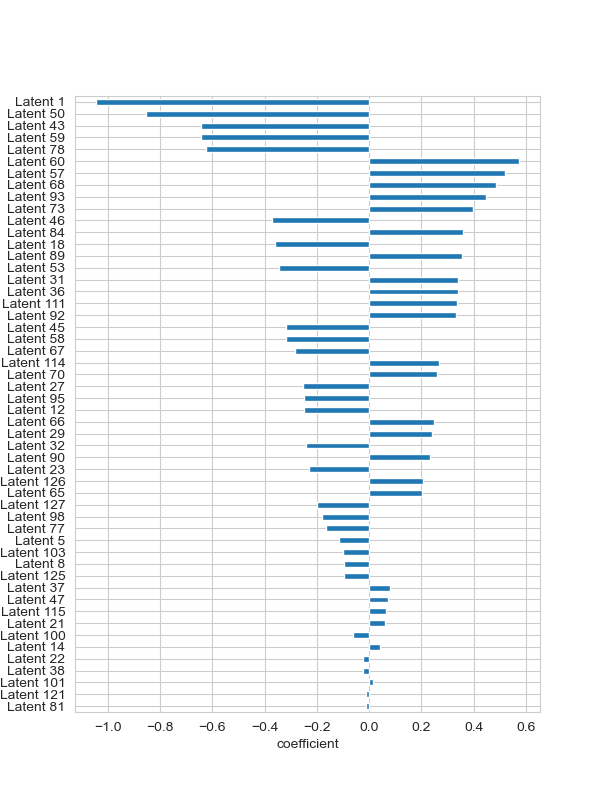 Latent 1
Latent 50
Latent 43
Latent 59
Latent 78
Latent 60
Latent 57
Latent 68
Latent 93
Latent 73
Latent 46
Latent 84
Latent 18
Latent 89
Latent 53
Latent 31
Latent 36
Latent 111
Latent 92
Latent 45
Latent 58
Latent 67
Latent 114
Latent 70
Latent 27
Latent 95
Latent 12
Latent 66
Latent 29
Latent 32
Latent 90
Latent 23
Latent 126
Latent 65
Latent 127
Latent 98
Latent 77
Latent 5
Latent 103
Latent 8
Latent 125
Latent 37
Latent 47
Latent 115
Latent 21
Latent 100
Latent 14
Latent 22
Latent 38
Latent 101
Latent 121
Latent 81
−1.0 −0.8 −0.6 −0.4 −0.2 0.0 0.2 0.4 0.6
coefficient